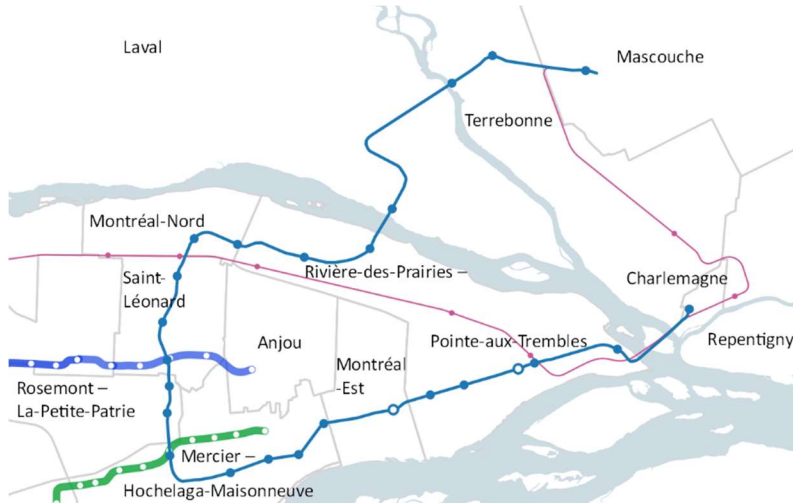 Laval
Mascouche
Terrebonne
Montréal-Nord
Rivière-des-Prairies –
Charlemagne
Saint-
Léonard
Anjou
Pointe-aux-Trembles
Repentigny
Montréal
-Est
Rosemont –
La-Petite-Patrie
Mercier –
Hochelaga-Maisonneuve